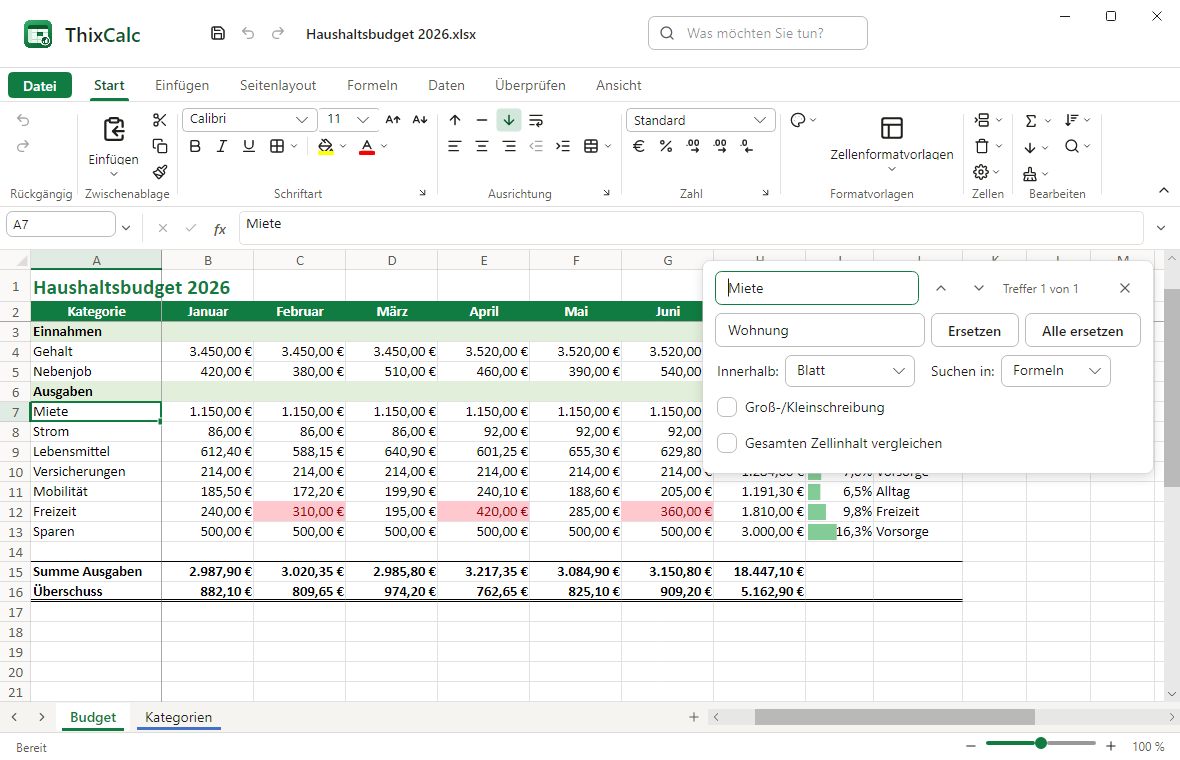 ThixCalc
Haushaltsbudget 2026.xlsx
Was möchten Sie tun?
Datei Start Einfügen Seitenlayout Formeln Daten Überprüfen Ansicht
Calibri 11 Standard
Einfügen Zellenformatvorlagen
Rückgängig Zwischenablage Schriftart Ausrichtung Zahl Formatvorlagen Zellen Bearbeiten
A7 fx Miete
A B C D E F G H
1 Haushaltsbudget 2026
2 Kategorie Januar Februar März April Mai Juni
3 Einnahmen
4 Gehalt 3.450,00 € 3.450,00 € 3.450,00 € 3.520,00 € 3.520,00 € 3.520,00
5 Nebenjob 420,00 € 380,00 € 510,00 € 460,00 € 390,00 € 540,00
6 Ausgaben
7 Miete 1.150,00 € 1.150,00 € 1.150,00 € 1.150,00 € 1.150,00 € 1.150,00
8 Strom 86,00 € 86,00 € 86,00 € 92,00 € 92,00 € 92,00
9 Lebensmittel 612,40 € 588,15 € 640,90 € 601,25 € 655,30 € 629,80
10 Versicherungen 214,00 € 214,00 € 214,00 € 214,00 € 214,00 € 214,00 Vorsorge
11 Mobilität 185,50 € 172,20 € 199,90 € 240,10 € 188,60 € 205,00 € 1.191,30 € 6,5% Alltag
12 Freizeit 240,00 € 310,00 € 195,00 € 420,00 € 285,00 € 360,00 € 1.810,00 € 9,8% Freizeit
13 Sparen 500,00 € 500,00 € 500,00 € 500,00 € 500,00 € 500,00 € 3.000,00 € 16,3% Vorsorge
14
15 Summe Ausgaben 2.987,90 € 3.020,35 € 2.985,80 € 3.217,35 € 3.084,90 € 3.150,80 € 18.447,10 €
16 Überschuss 882,10 € 809,65 € 974,20 € 762,65 € 825,10 € 909,20 € 5.162,90 €
17
18
19
20
21
Miete Treffer 1 von 1
Wohnung Ersetzen Alle ersetzen
Innerhalb: Blatt Suchen in: Formeln
Groß-/Kleinschreibung
Gesamten Zellinhalt vergleichen
Budget Kategorien
Bereit 100 %